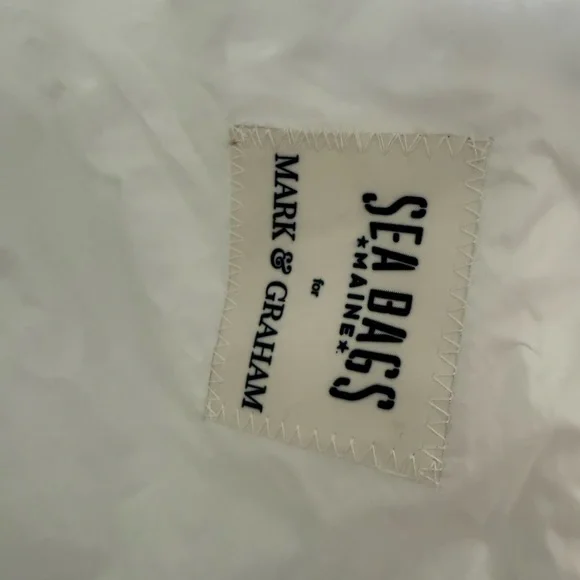 SEA BAGS
★MAINE★
for
MARK & GRAHAM